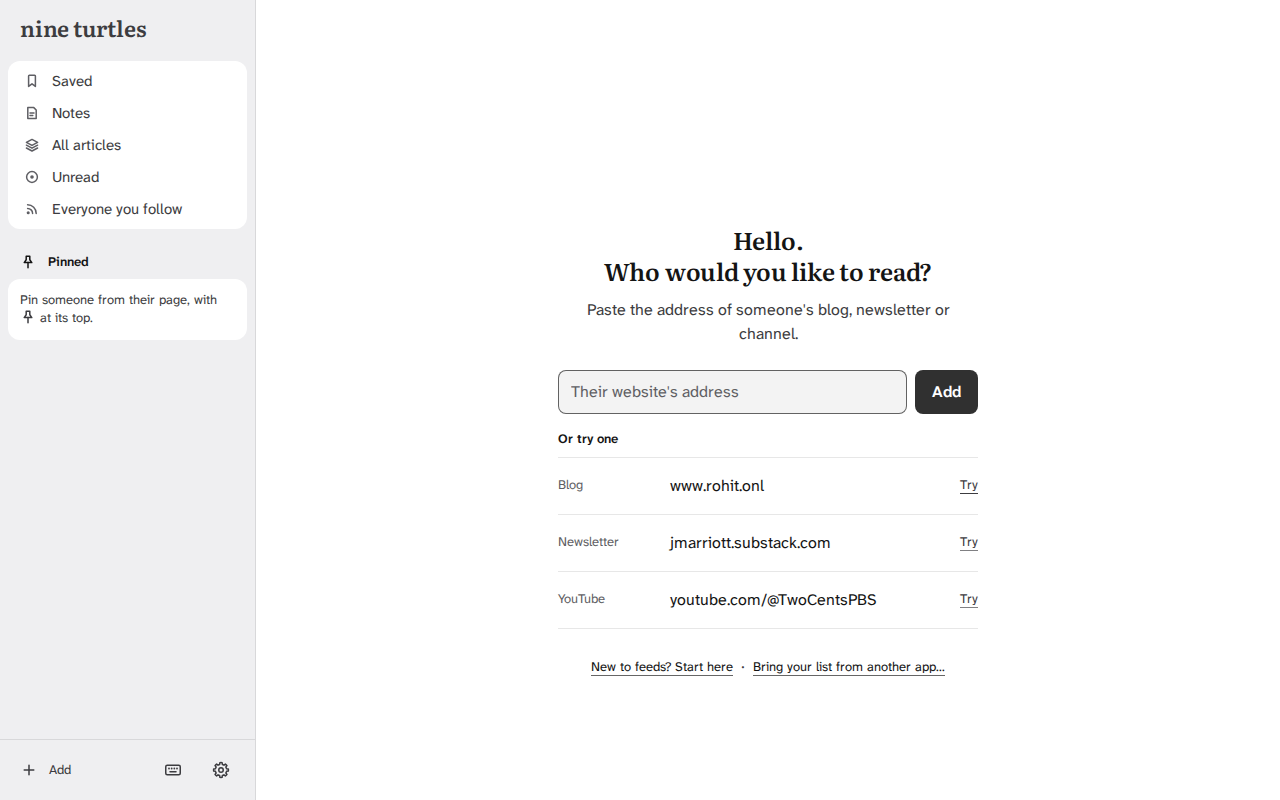 nine turtles
Saved
Notes
All articles
Unread
Everyone you follow
Pinned
Pin someone from their page, with
at its top.
Add
Hello.
Who would you like to read?
Paste the address of someone's blog, newsletter or
channel.
Their website's address
Add
Or try one
Blog www.rohit.onl Try
Newsletter jmarriott.substack.com Try
YouTube youtube.com/@TwoCentsPBS Try
New to feeds? Start here · Bring your list from another app...